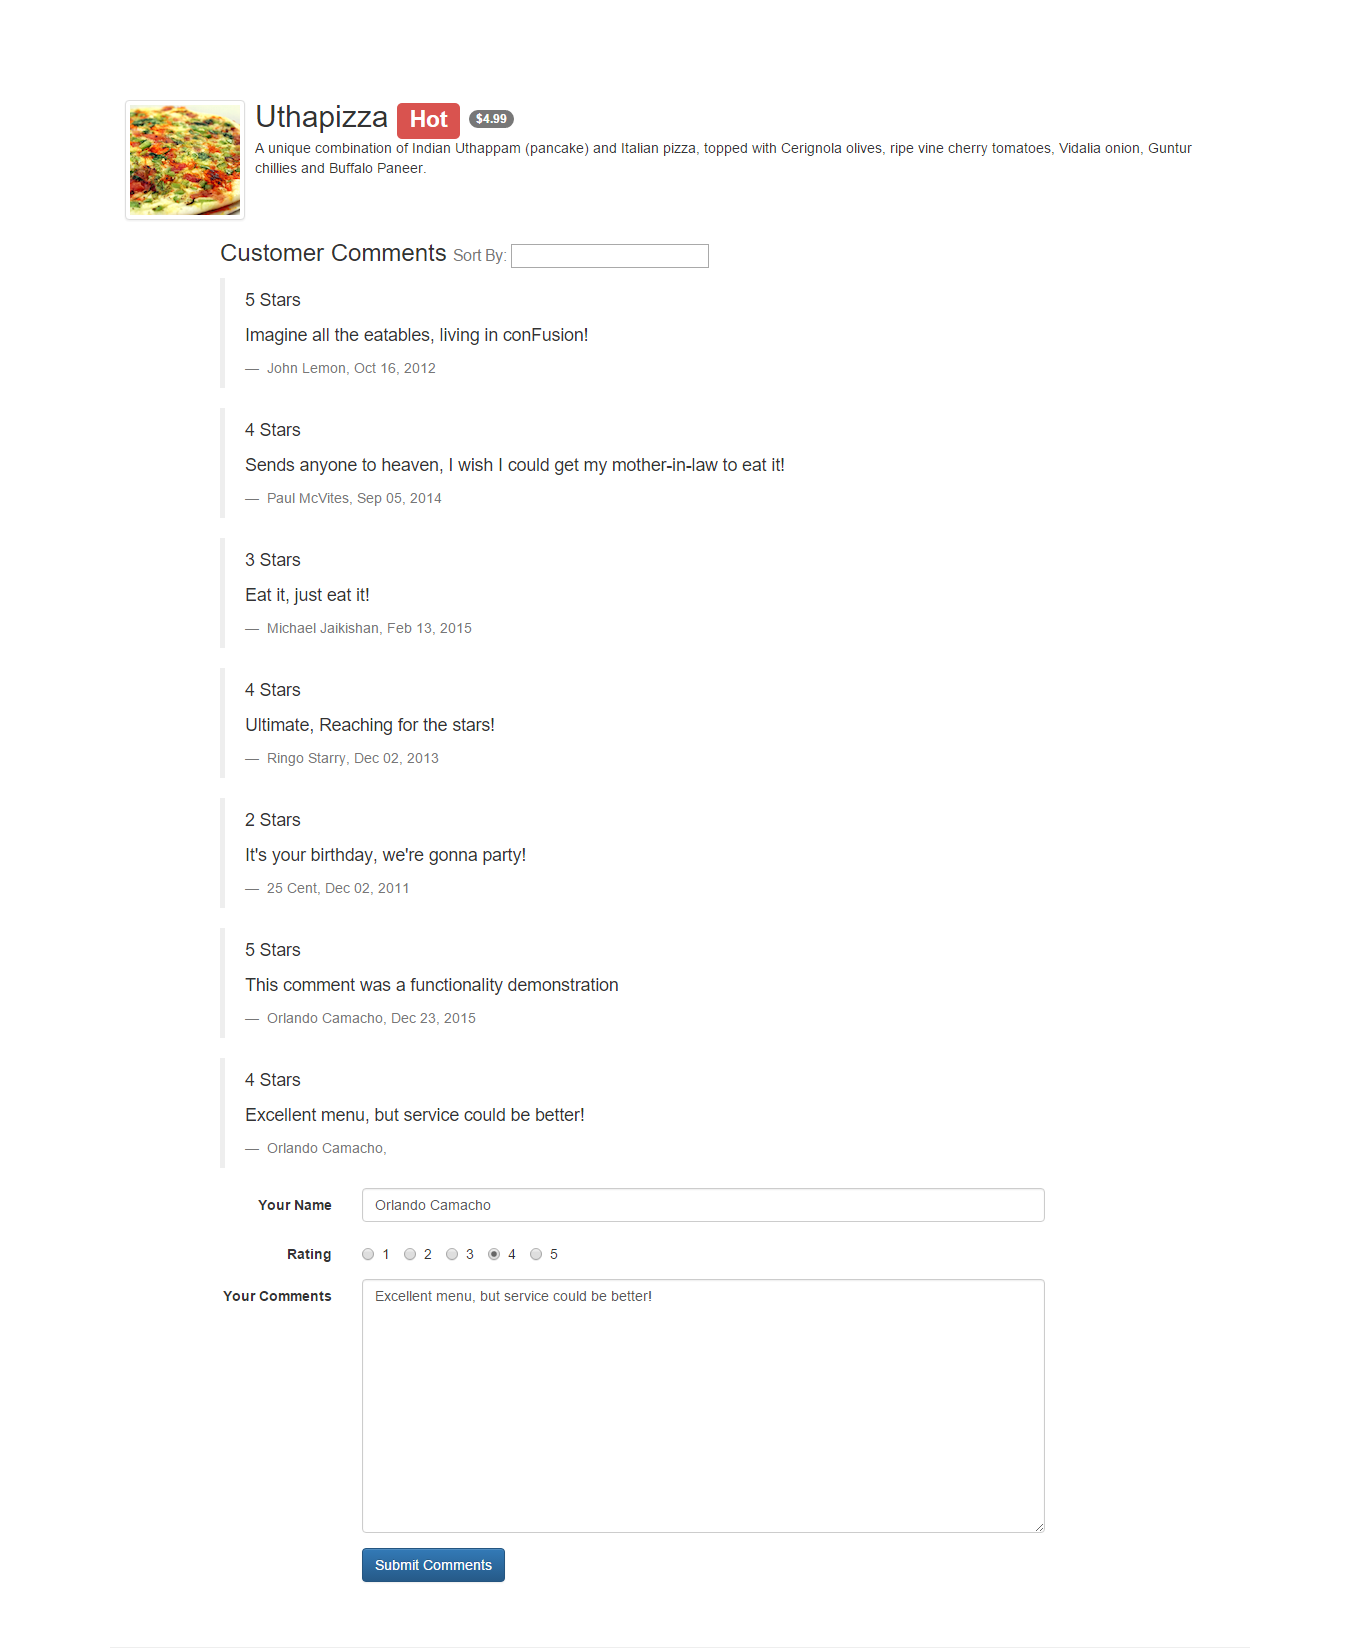 Uthapizza Hot $4.99
A unique combination of Indian Uthappam (pancake) and Italian pizza, topped with Cerignola olives, ripe vine cherry tomatoes, Vidalia onion, Guntur
chillies and Buffalo Paneer.
Customer Comments Sort By:
5 Stars
Imagine all the eatables, living in conFusion!
— John Lemon, Oct 16, 2012
4 Stars
Sends anyone to heaven, I wish I could get my mother-in-law to eat it!
— Paul McVites, Sep 05, 2014
3 Stars
Eat it, just eat it!
— Michael Jaikishan, Feb 13, 2015
4 Stars
Ultimate, Reaching for the stars!
— Ringo Starry, Dec 02, 2013
2 Stars
It's your birthday, we're gonna party!
— 25 Cent, Dec 02, 2011
5 Stars
This comment was a functionality demonstration
— Orlando Camacho, Dec 23, 2015
4 Stars
Excellent menu, but service could be better!
— Orlando Camacho,
Your Name Orlando Camacho
Rating 1 2 3 4 5
Your Comments Excellent menu, but service could be better!
Submit Comments